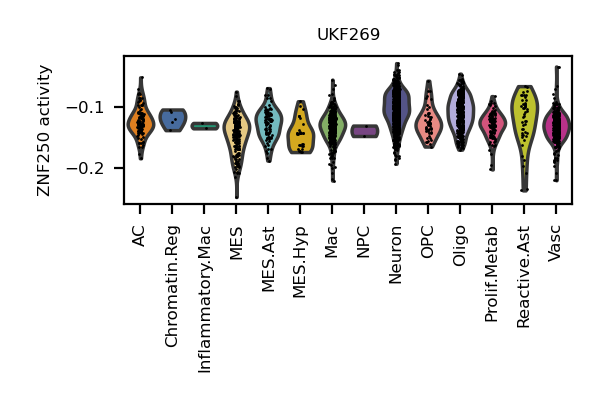 UKF269
ZNF250 activity
−0.1
−0.2
AC
Chromatin.Reg
Inflammatory.Mac
MES
MES.Ast
MES.Hyp
Mac
NPC
Neuron
OPC
Oligo
Prolif.Metab
Reactive.Ast
Vasc